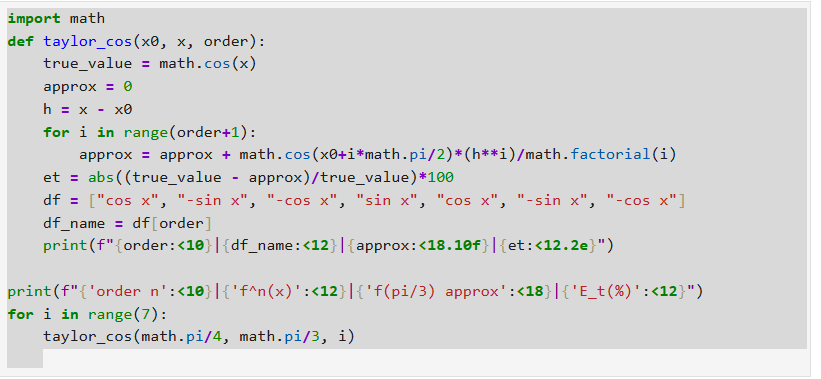 import math
def taylor_cos(x0, x, order):
    true_value = math.cos(x)
    approx = 0
    h = x - x0
    for i in range(order+1):
        approx = approx + math.cos(x0+i*math.pi/2)*(h**i)/math.factorial(i)
    et = abs((true_value - approx)/true_value)*100
    df = ["cos x", "-sin x", "-cos x", "sin x", "cos x", "-sin x", "-cos x"]
    df_name = df[order]
    print(f"{order:<10}|{df_name:<12}|{approx:<18.10f}|{et:<12.2e}")

print(f"{'order n':<10}|{'f^n(x)':<12}|{'f(pi/3) approx':<18}|{'E_t(%)':<12}")
for i in range(7):
    taylor_cos(math.pi/4, math.pi/3, i)